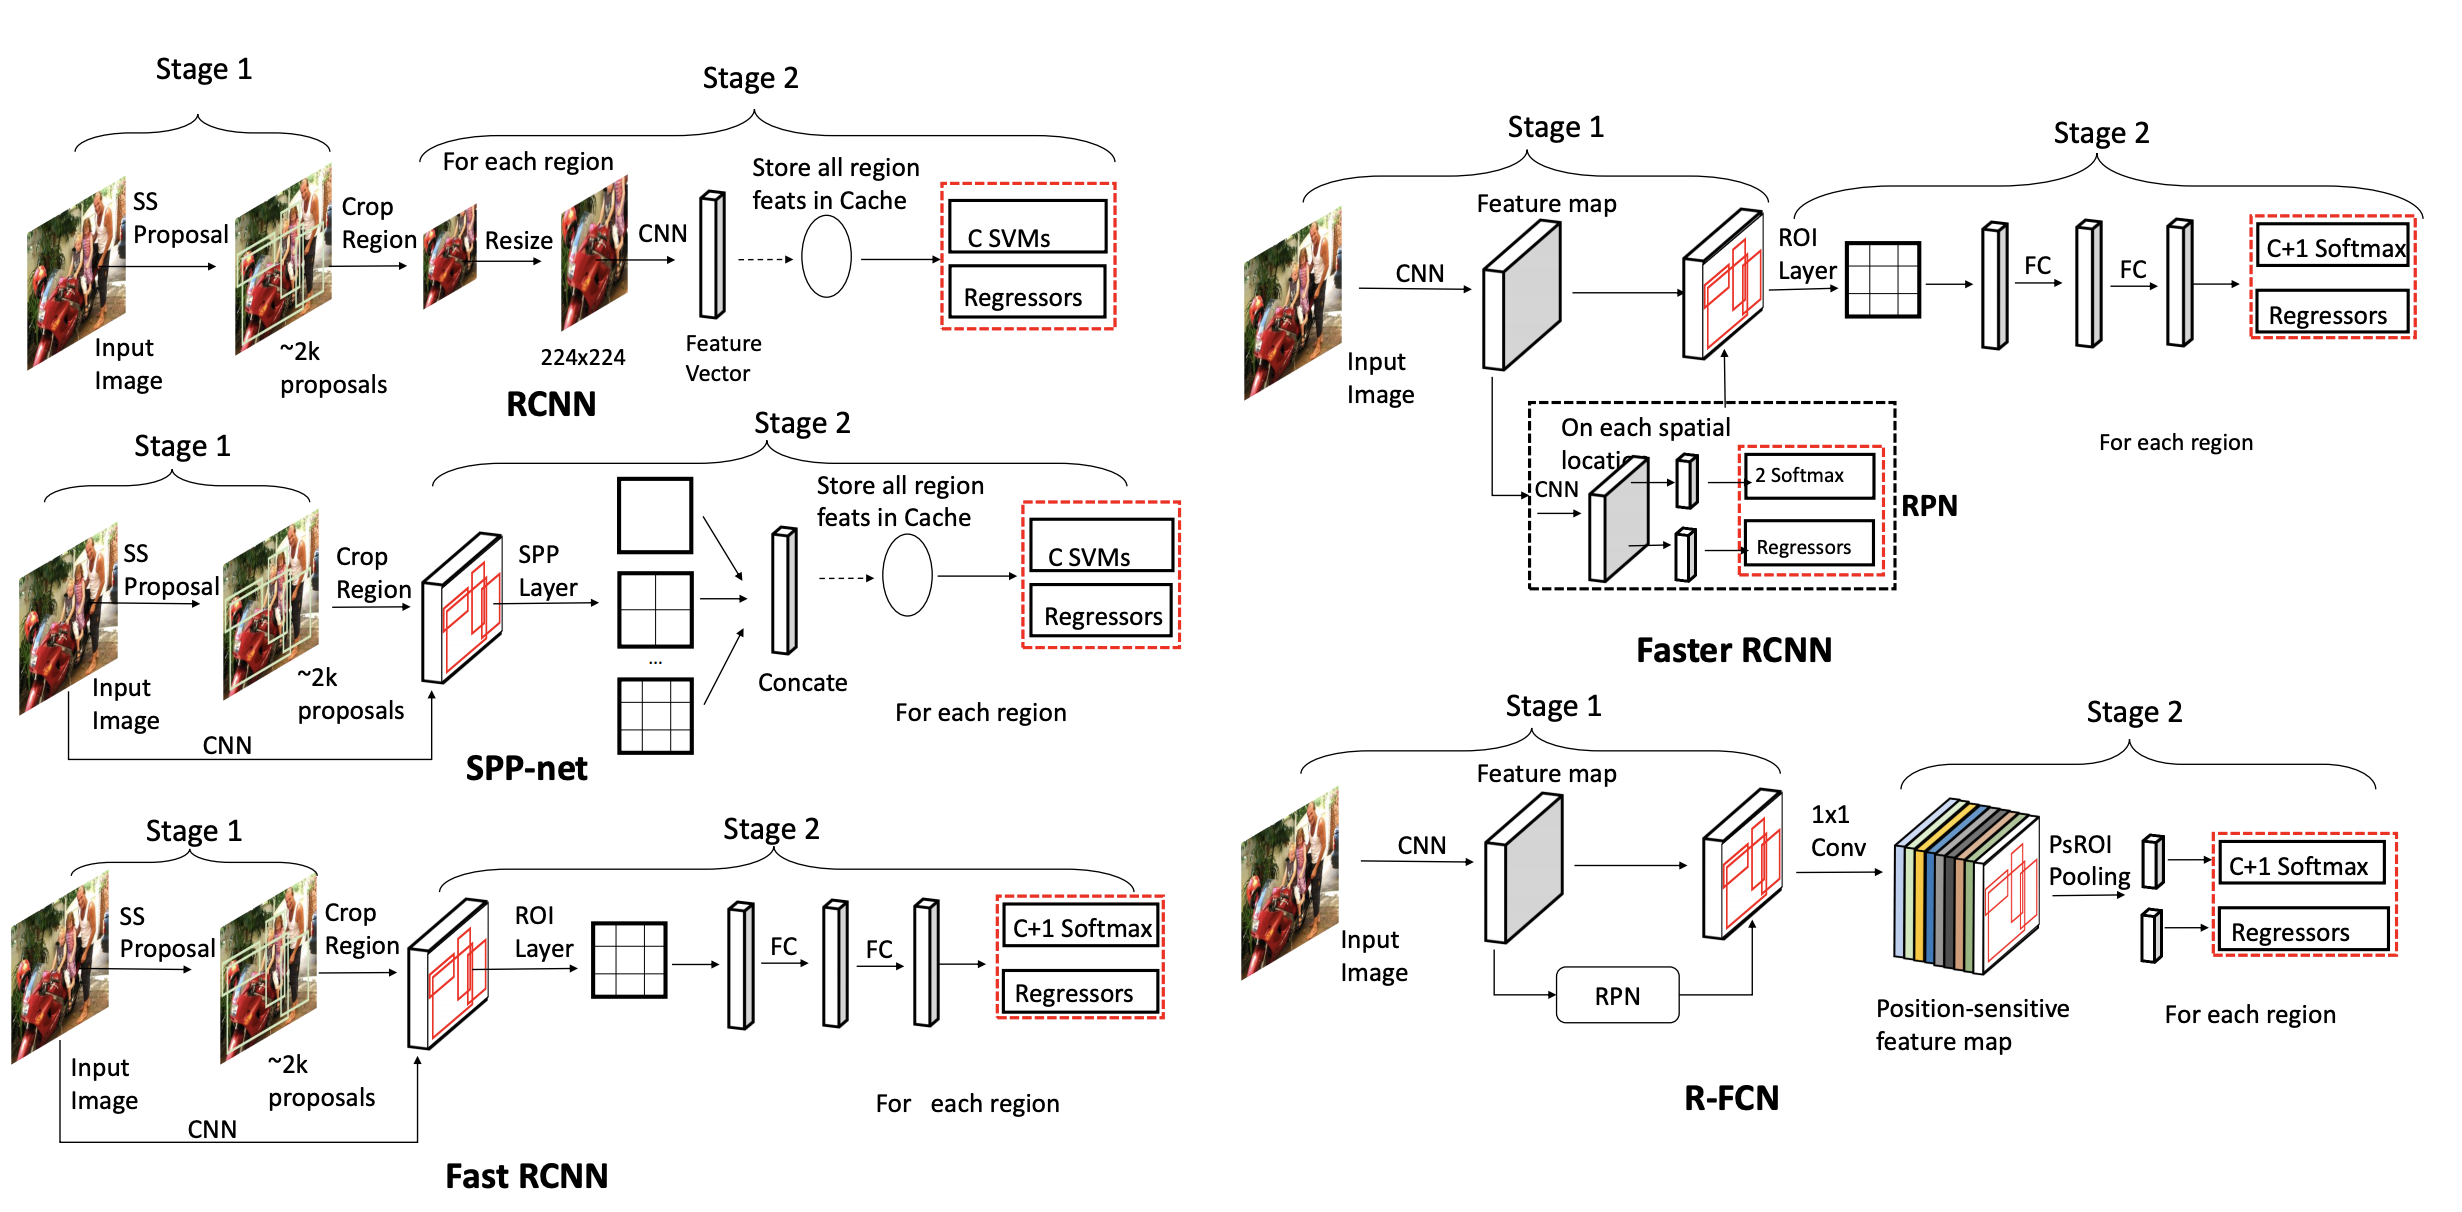 Stage 1
Stage 2
For each region
SS
Proposal
Crop
Region
Resize
CNN
Store all region
feats in Cache
C SVMs
Regressors
Input
Image
~2k
proposals
224x224
Feature
Vector
RCNN
Stage 1
Stage 2
SS
Proposal
Crop
Region
SPP
Layer
...
Store all region
feats in Cache
C SVMs
Regressors
Input
Image
~2k
proposals
Concate
For each region
CNN
SPP-net
Stage 1
Stage 2
SS
Proposal
Crop
Region
ROI
Layer
FC
FC
C+1 Softmax
Regressors
Input
Image
~2k
proposals
For each region
CNN
Fast RCNN
Stage 1
Stage 2
Feature map
CNN
ROI
Layer
FC
FC
C+1 Softmax
Regressors
Input
Image
On each spatial
CNN
2 Softmax
Regressors
RPN
For each region
Faster RCNN
Stage 1
Stage 2
Feature map
CNN
1x1
Conv
PsROI
Pooling
C+1 Softmax
Regressors
Input
Image
RPN
Position-sensitive
feature map
For each region
R-FCN